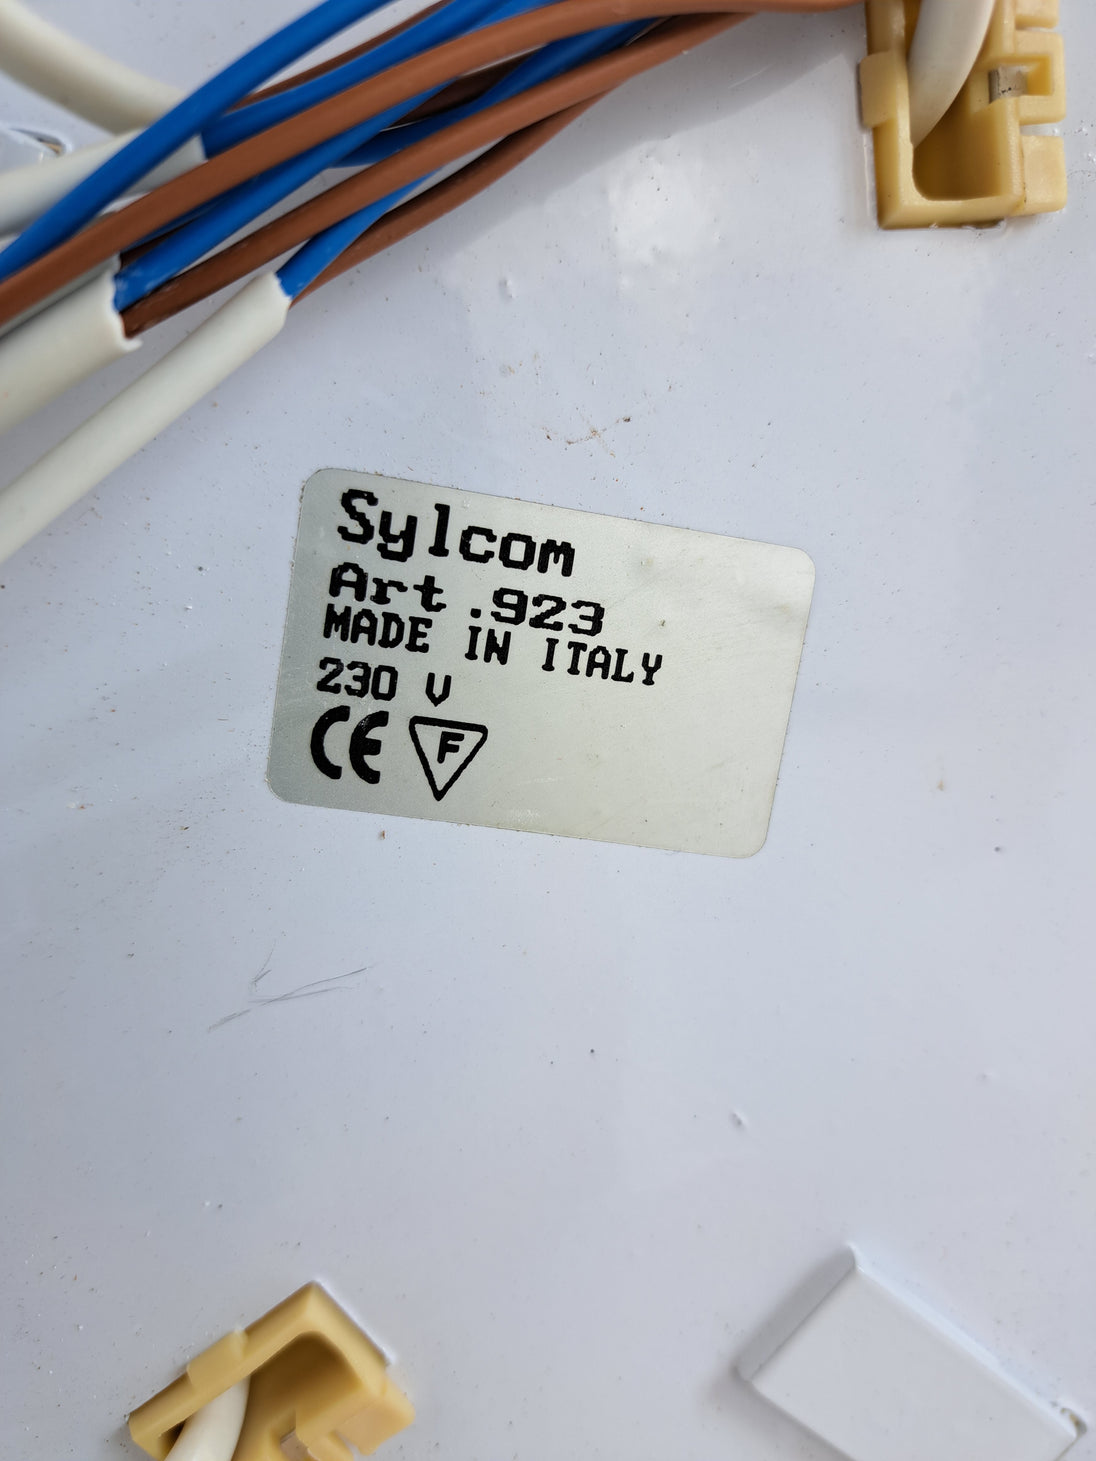 Sylcom
Art.923
MADE IN ITALY
230 V
CE F